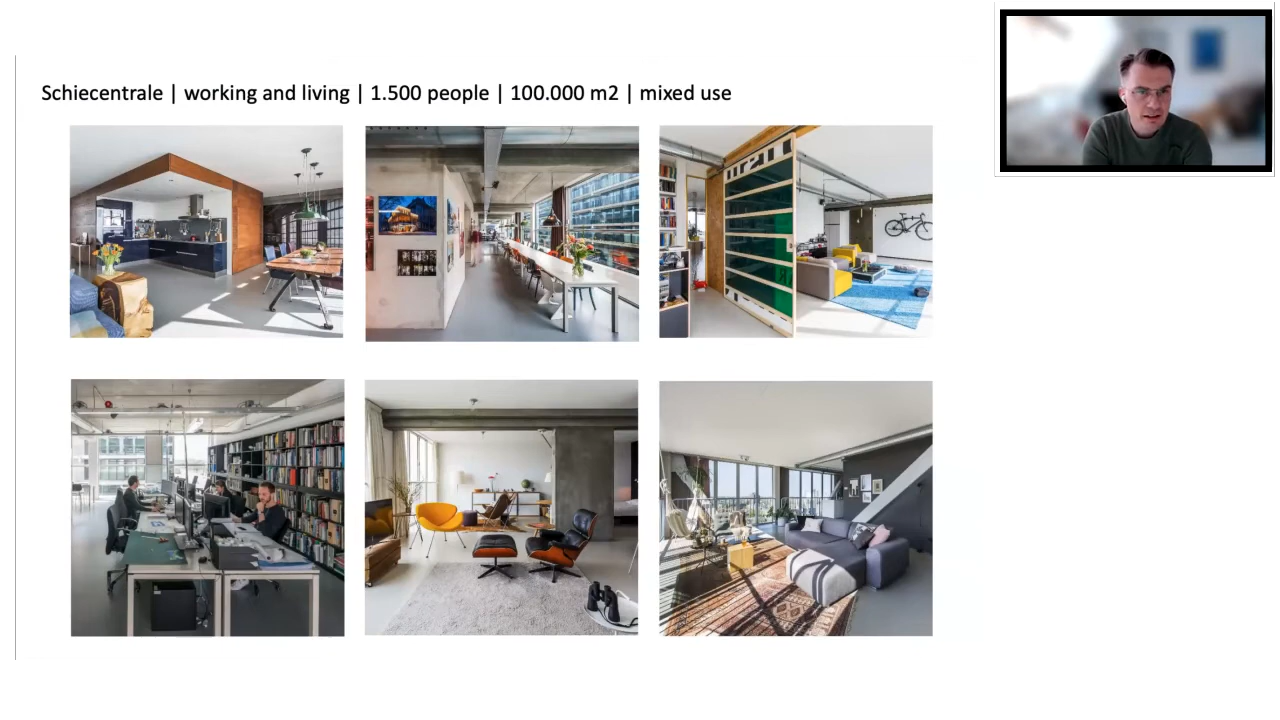 Schiecentrale | working and living | 1.500 people | 100.000 m2 | mixed use